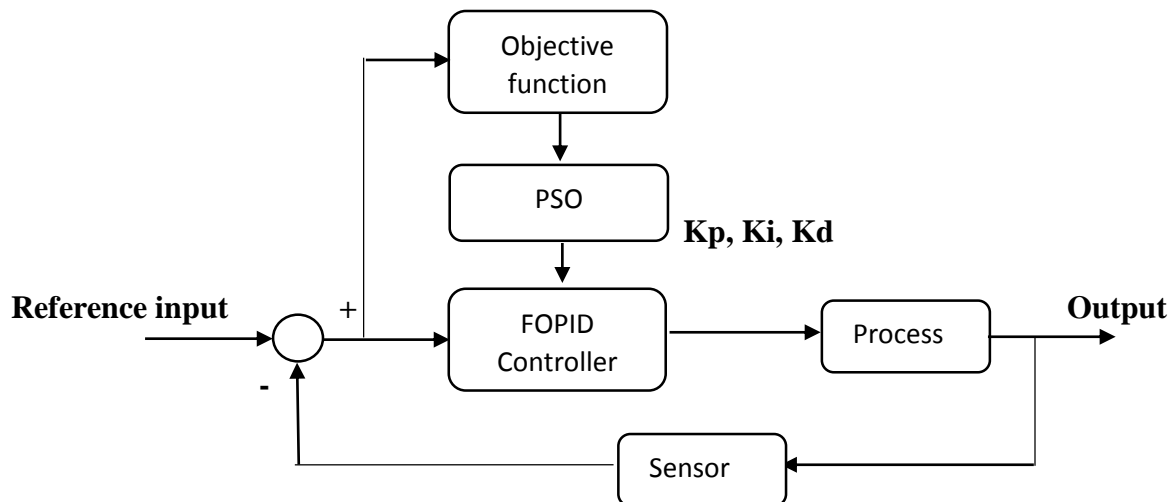 Objective
function
PSO
Kp, Ki, Kd
Reference input
+
FOPID
Controller
Process
Output
-
Sensor